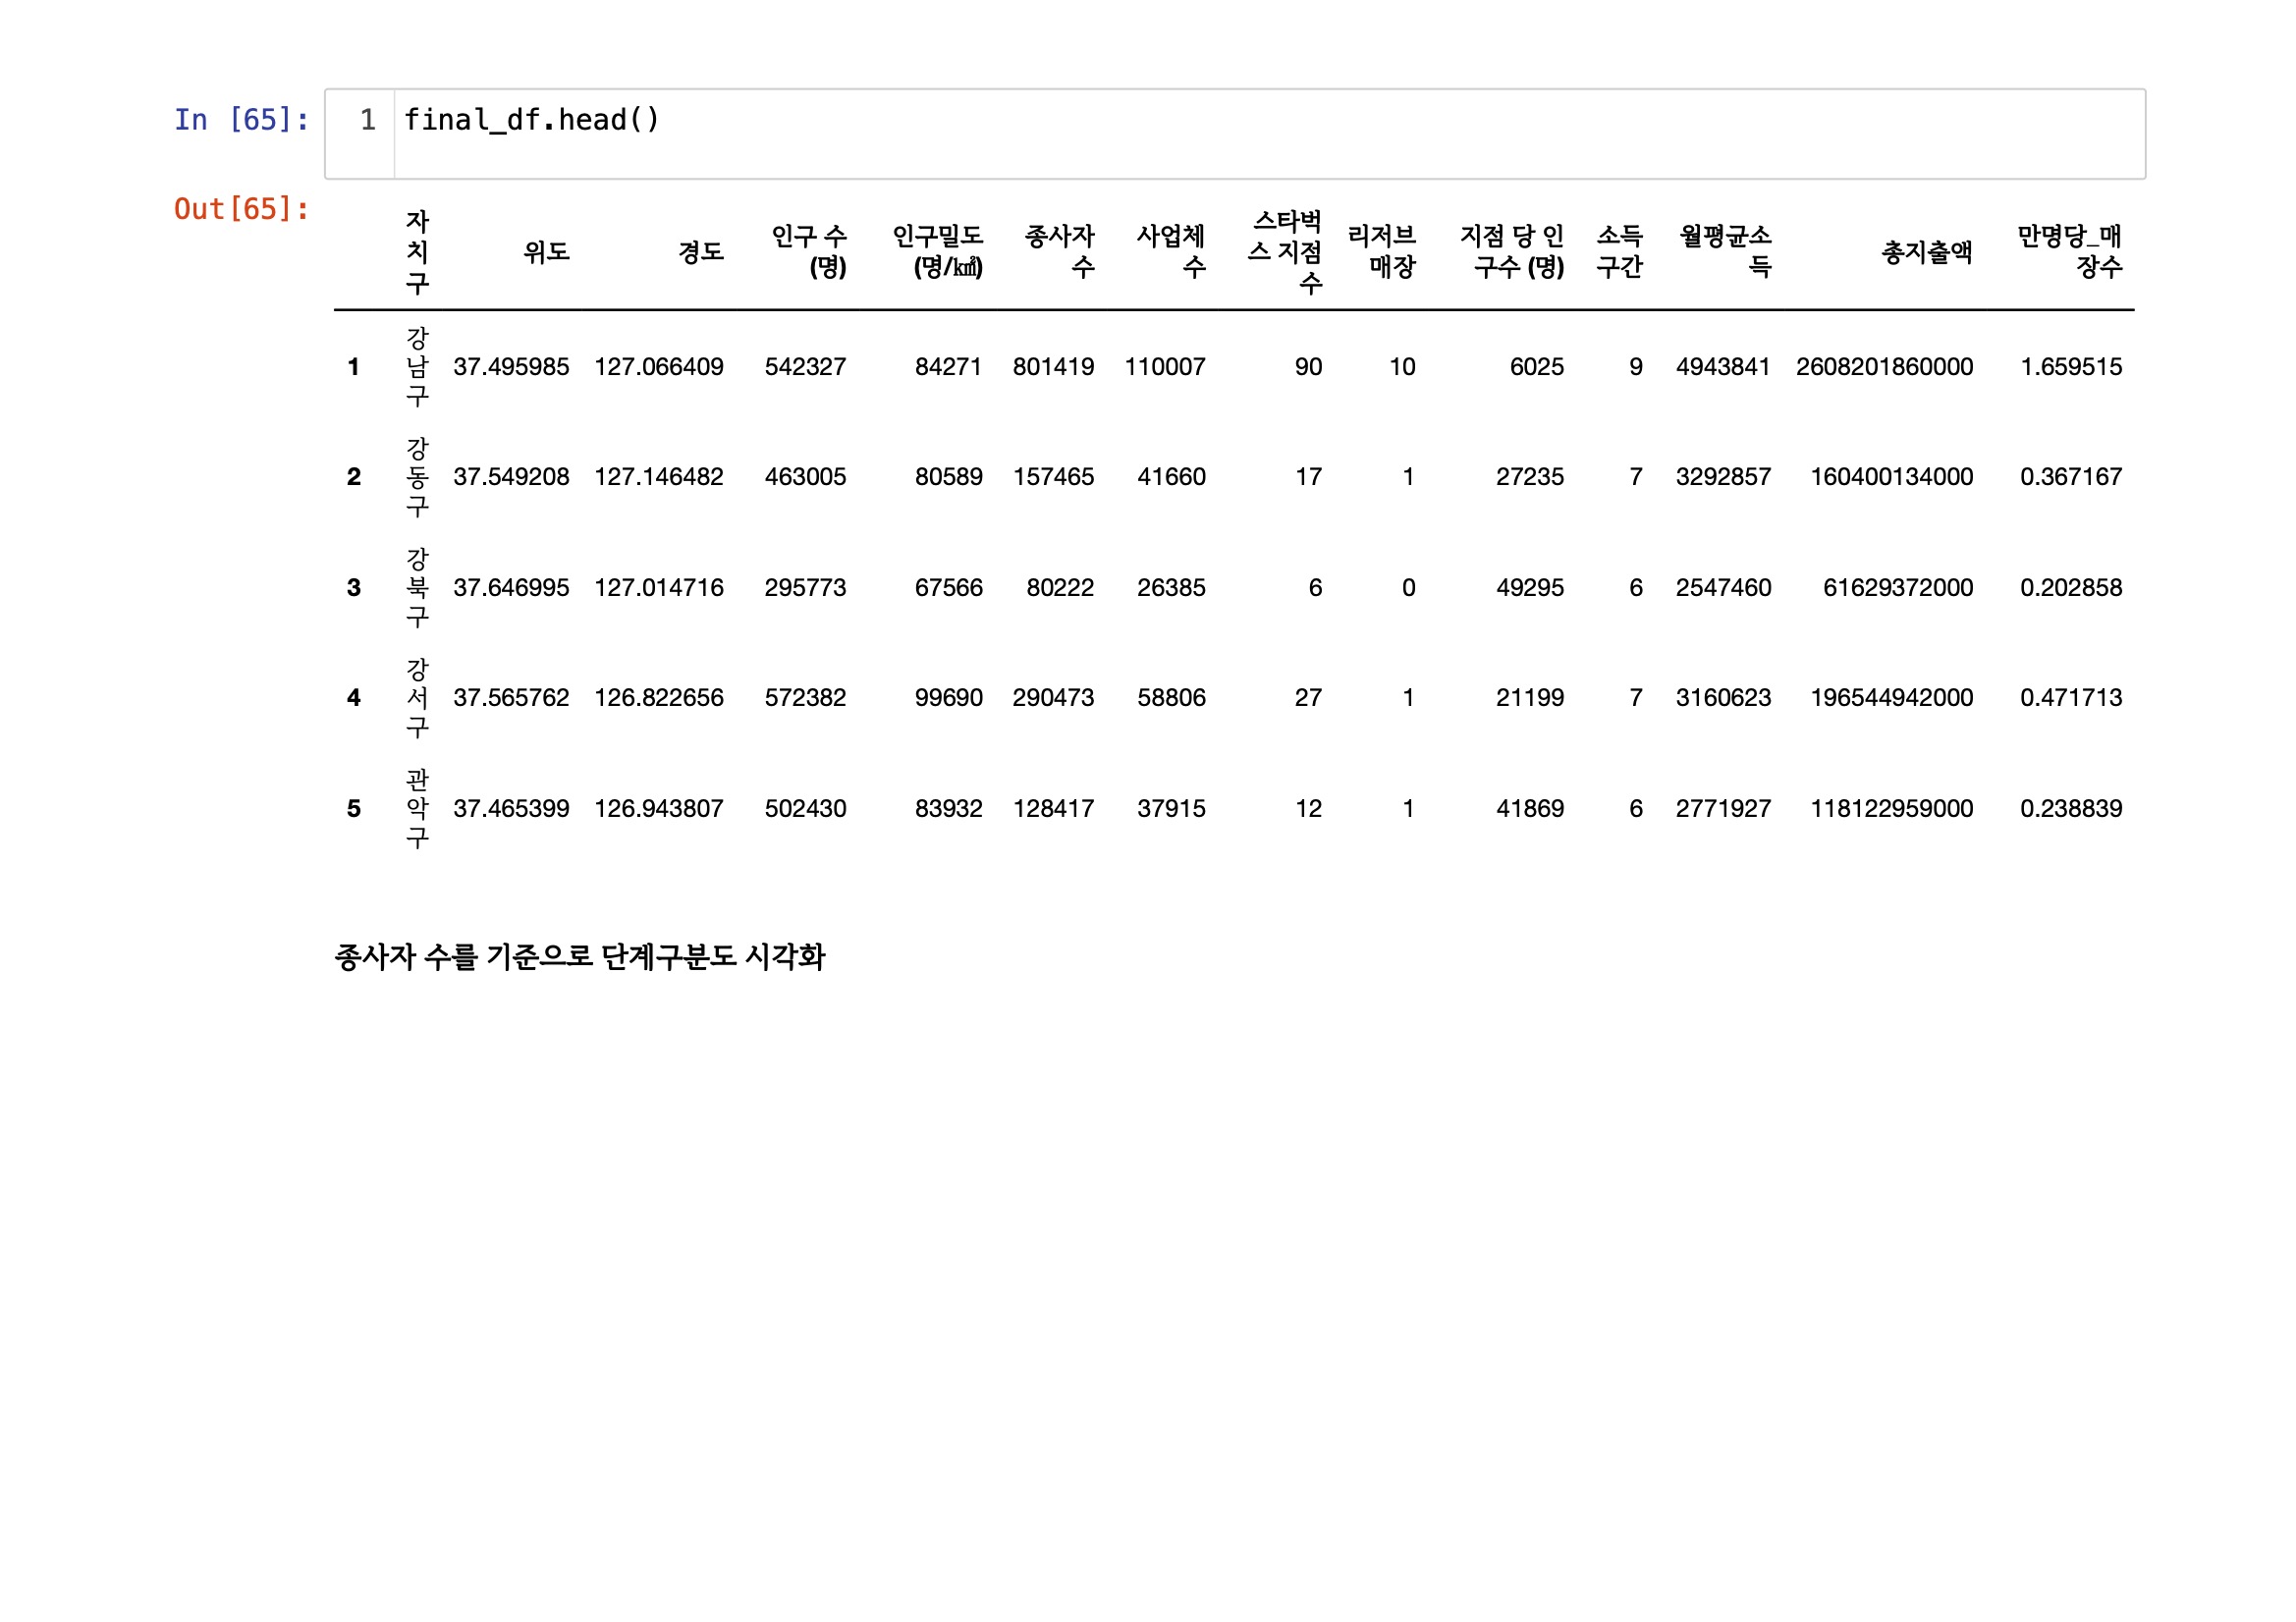 In [65]: 1 final_df.head()
Out[65]:
자치구 위도 경도 인구 수 (명) 인구밀도 (명/㎢) 종사자 수 사업체 수 스타벅스 지점 수 리저브 매장 지점 당 인구수 (명) 소득 구간 월평균소득 총지출액 만명당_매장수
1 강남구 37.495985 127.066409 542327 84271 801419 110007 90 10 6025 9 4943841 2608201860000 1.659515
2 강동구 37.549208 127.146482 463005 80589 157465 41660 17 1 27235 7 3292857 160400134000 0.367167
3 강북구 37.646995 127.014716 295773 67566 80222 26385 6 0 49295 6 2547460 61629372000 0.202858
4 강서구 37.565762 126.822656 572382 99690 290473 58806 27 1 21199 7 3160623 196544942000 0.471713
5 관악구 37.465399 126.943807 502430 83932 128417 37915 12 1 41869 6 2771927 118122959000 0.238839
종사자 수를 기준으로 단계구분도 시각화